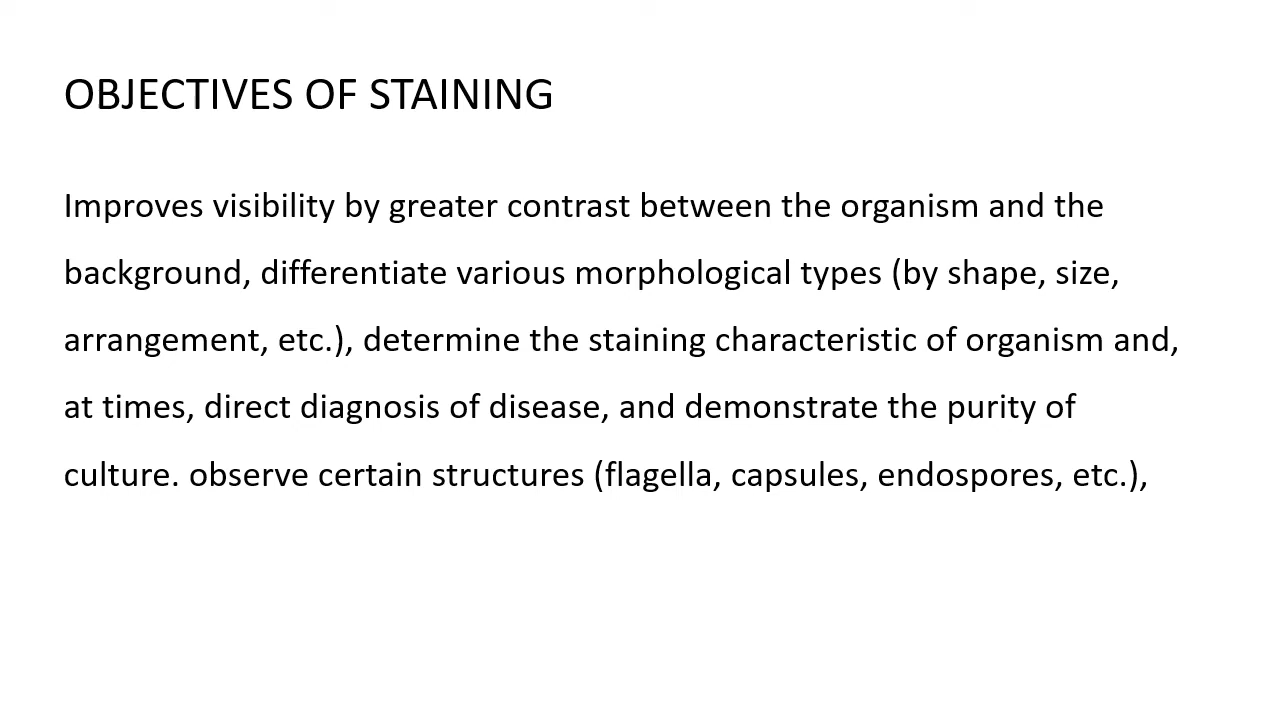 OBJECTIVES OF STAINING
Improves visibility by greater contrast between the organism and the
background, differentiate various morphological types (by shape, size,
arrangement, etc.), determine the staining characteristic of organism and,
at times, direct diagnosis of disease, and demonstrate the purity of
culture. observe certain structures (flagella, capsules, endospores, etc.),